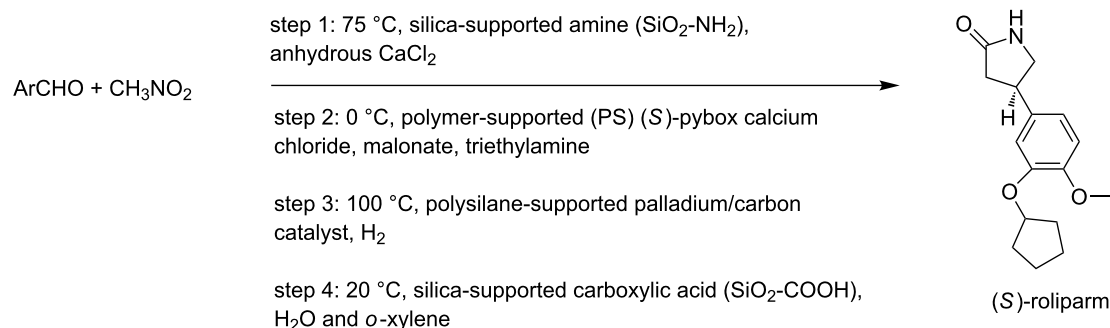 step 1: 75 °C, silica-supported amine (SiO₂-NH₂),
anhydrous CaCl₂
ArCHO + CH₃NO₂
step 2: 0 °C, polymer-supported (PS) (S)-pybox calcium
chloride, malonate, triethylamine
step 3: 100 °C, polysilane-supported palladium/carbon
catalyst, H₂
step 4: 20 °C, silica-supported carboxylic acid (SiO₂-COOH),
H₂O and o-xylene
H
O
N
H
O
O
(S)-roliparm